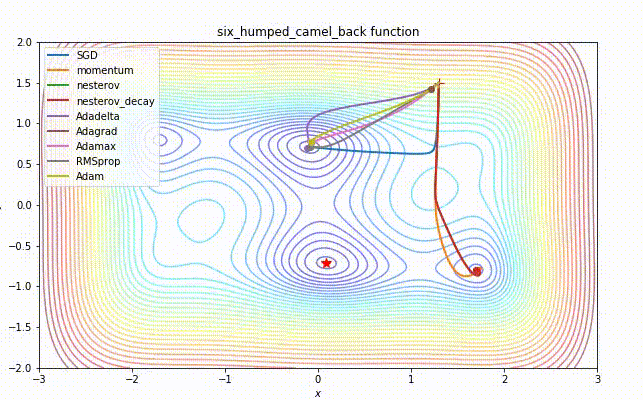 six_humped_camel_back function
2.0
1.5
1.0
0.5
0.0
−0.5
−1.0
−1.5
−2.0
SGD
momentum
nesterov
nesterov_decay
Adadelta
Adagrad
Adamax
RMSprop
Adam
−3
−2
−1
0
1
2
3
x